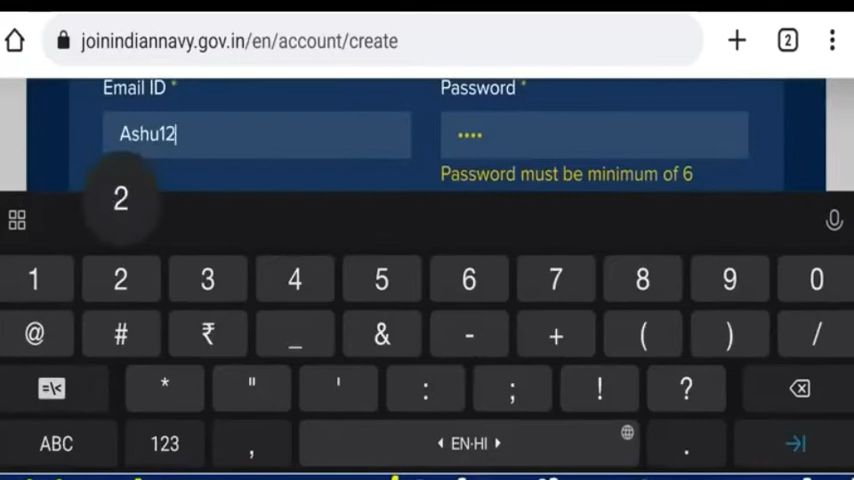 joinindiannavy.gov.in/en/account/create
2
Email ID *
Password *
Ashu12
••••
Password must be minimum of 6
2
1 2 3 4 5 6 7 8 9 0
@ # ₹ _ & - + ( ) /
=\< * " ' : ; ! ?
ABC 123 , EN·HI .